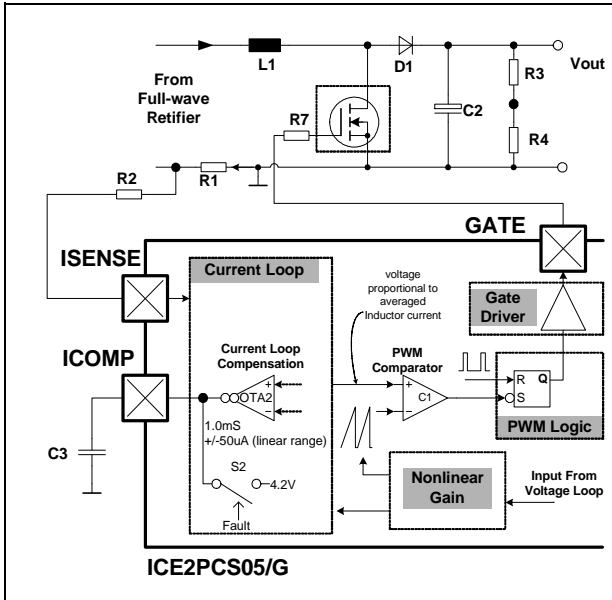 L1
D1
From
Full-wave
Retifier
R3
Vout
R7
C2
R4
R2
R1
GATE
ISENSE
Current Loop
voltage
proportional to
averaged
Inductor current
Gate
Driver
ICOMP
Current Loop
Compensation
PWM
Comparator
+
OTA2
-
+
C1
-
R
Q
S
1.0mS
+/-50uA (linear range)
PWM Logic
C3
S2
4.2V
Nonlinear
Gain
Input From
Voltage Loop
Fault
ICE2PCS05/G